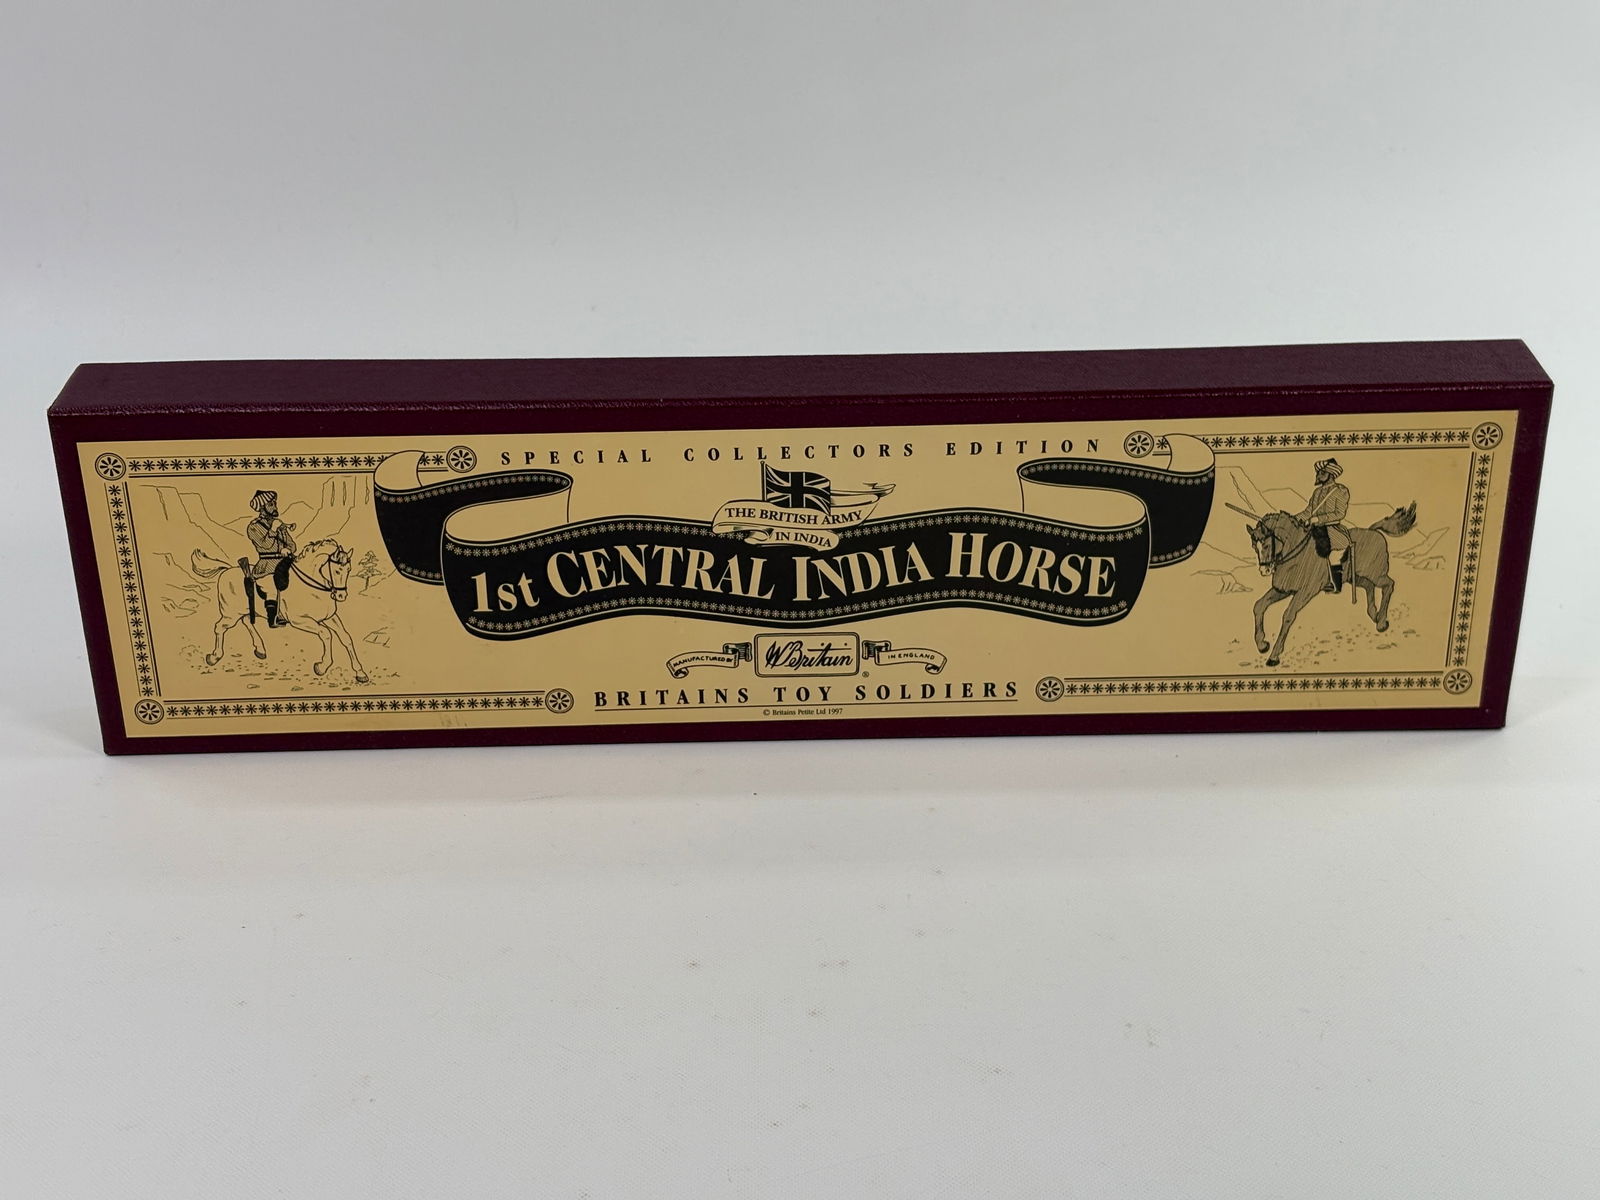 SPECIAL COLLECTORS EDITION
THE BRITISH ARMY
IN INDIA
1st CENTRAL INDIA HORSE
MANUFACTURED BY
W Britain
®
IN ENGLAND
BRITAINS TOY SOLDIERS
© Britains Petite Ltd 1997